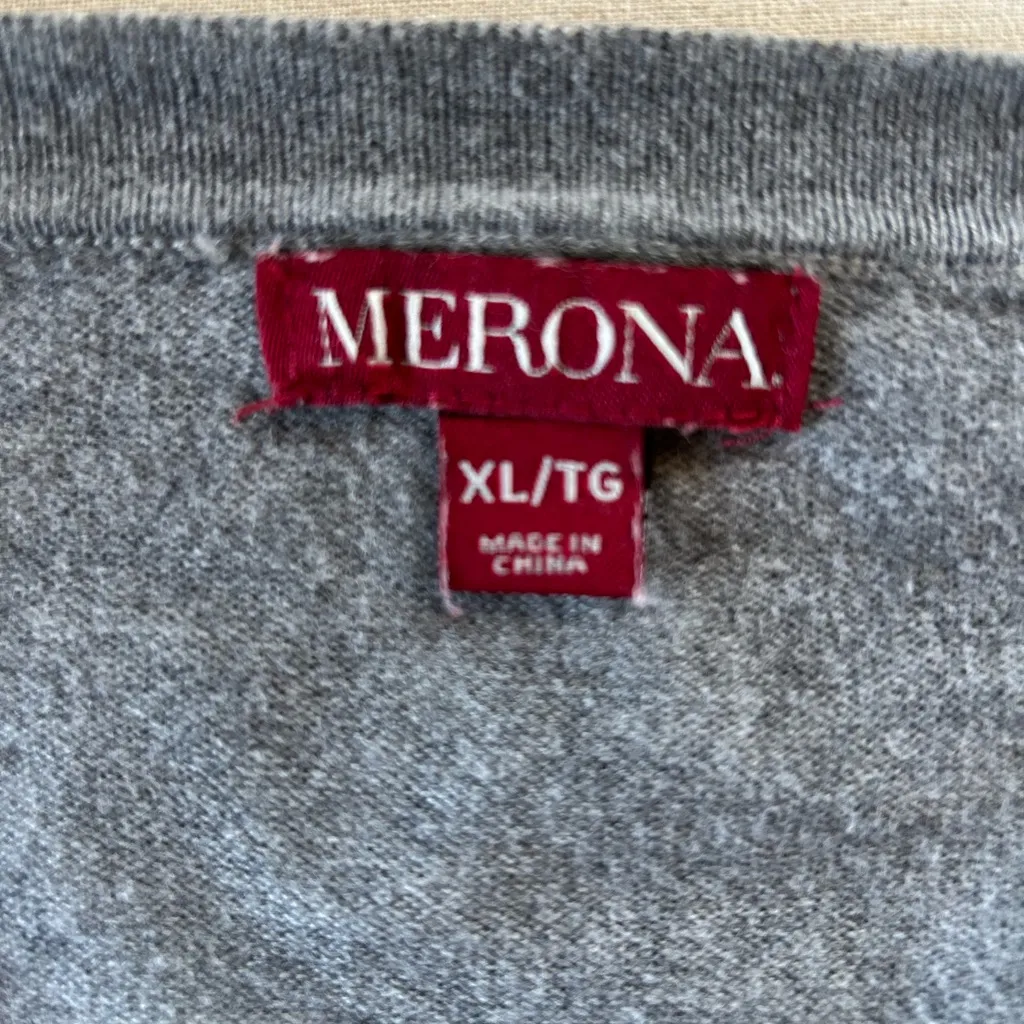 MERONA.
XL/TG
MADE IN
CHINA